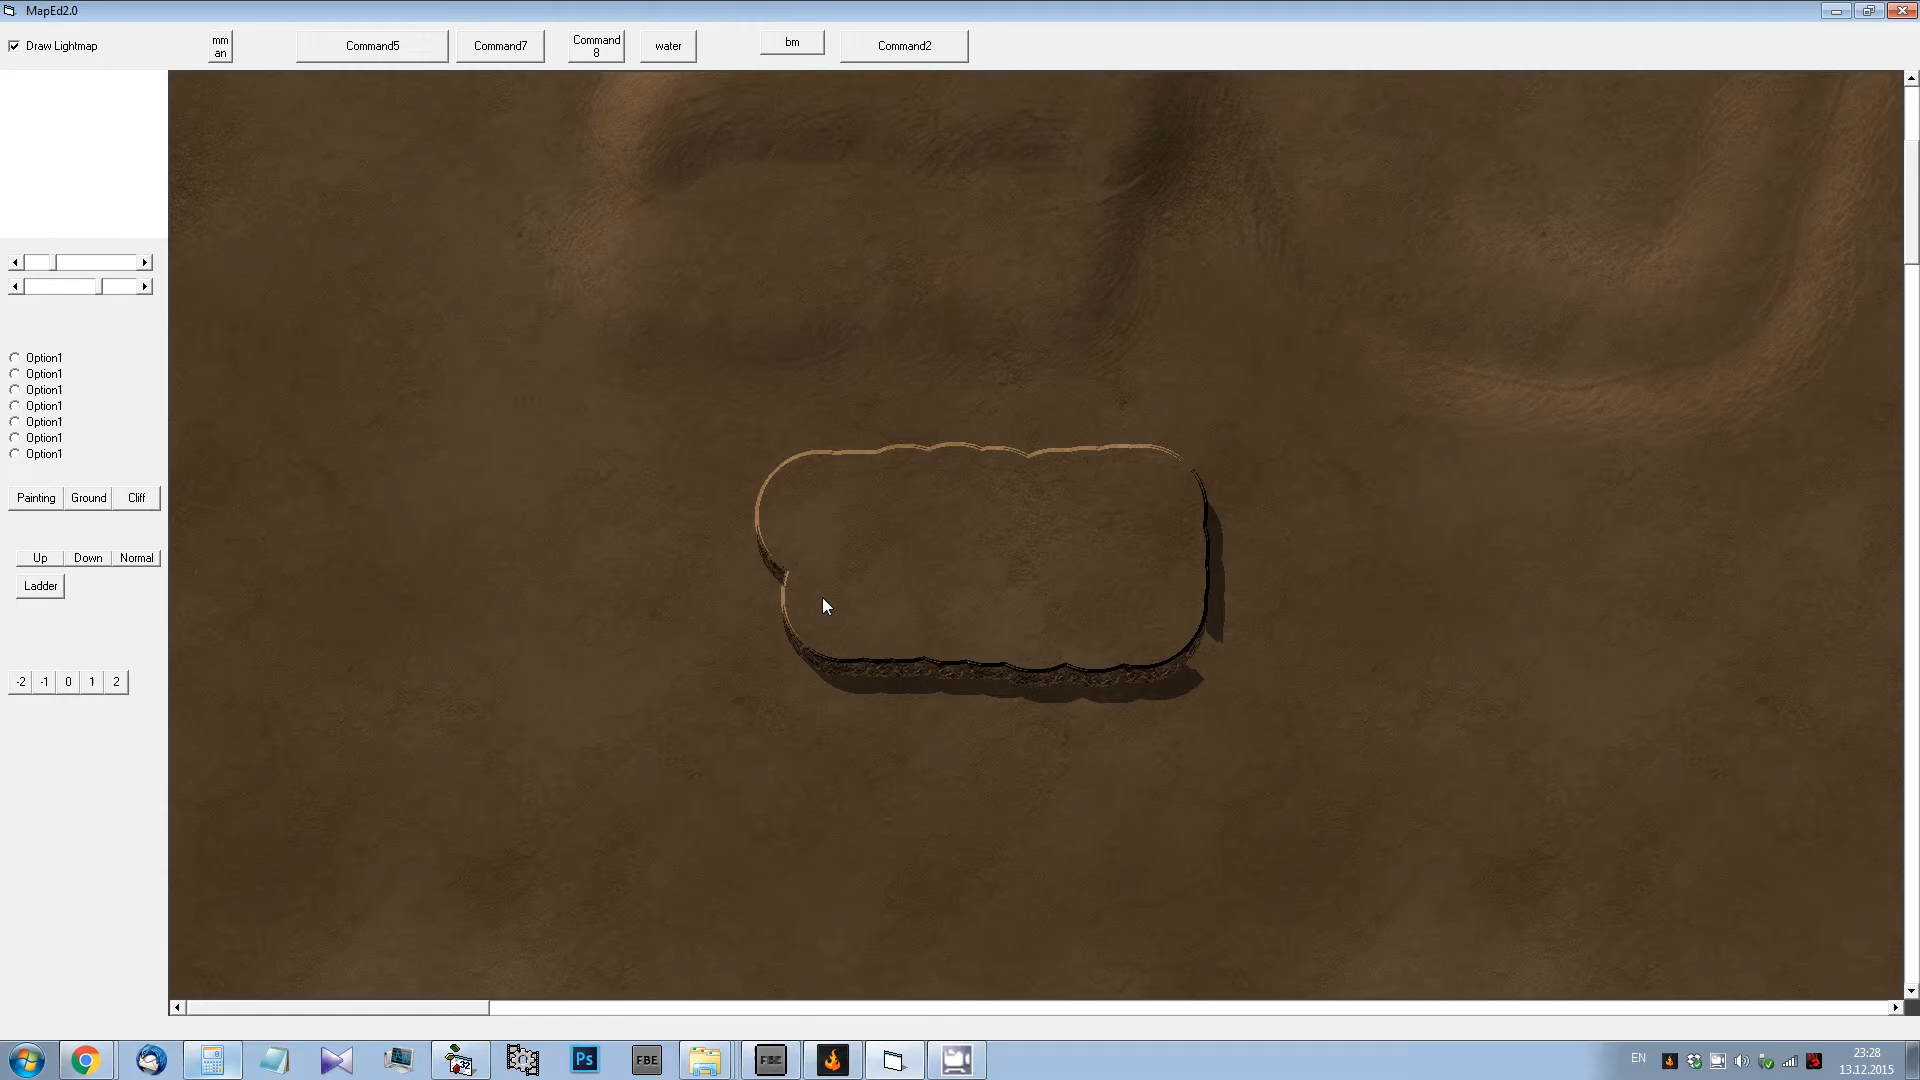 MapEd2.0
Draw Lightmap
mm
an
Command5
Command7
Command
8
water
bm
Command2
Option1
Option1
Option1
Option1
Option1
Option1
Option1
Painting Ground Cliff
Up Down Normal
Ladder
-2 -1 0 1 2
32
Ps
FBE
FBE
EN
23:28
13.12.2015